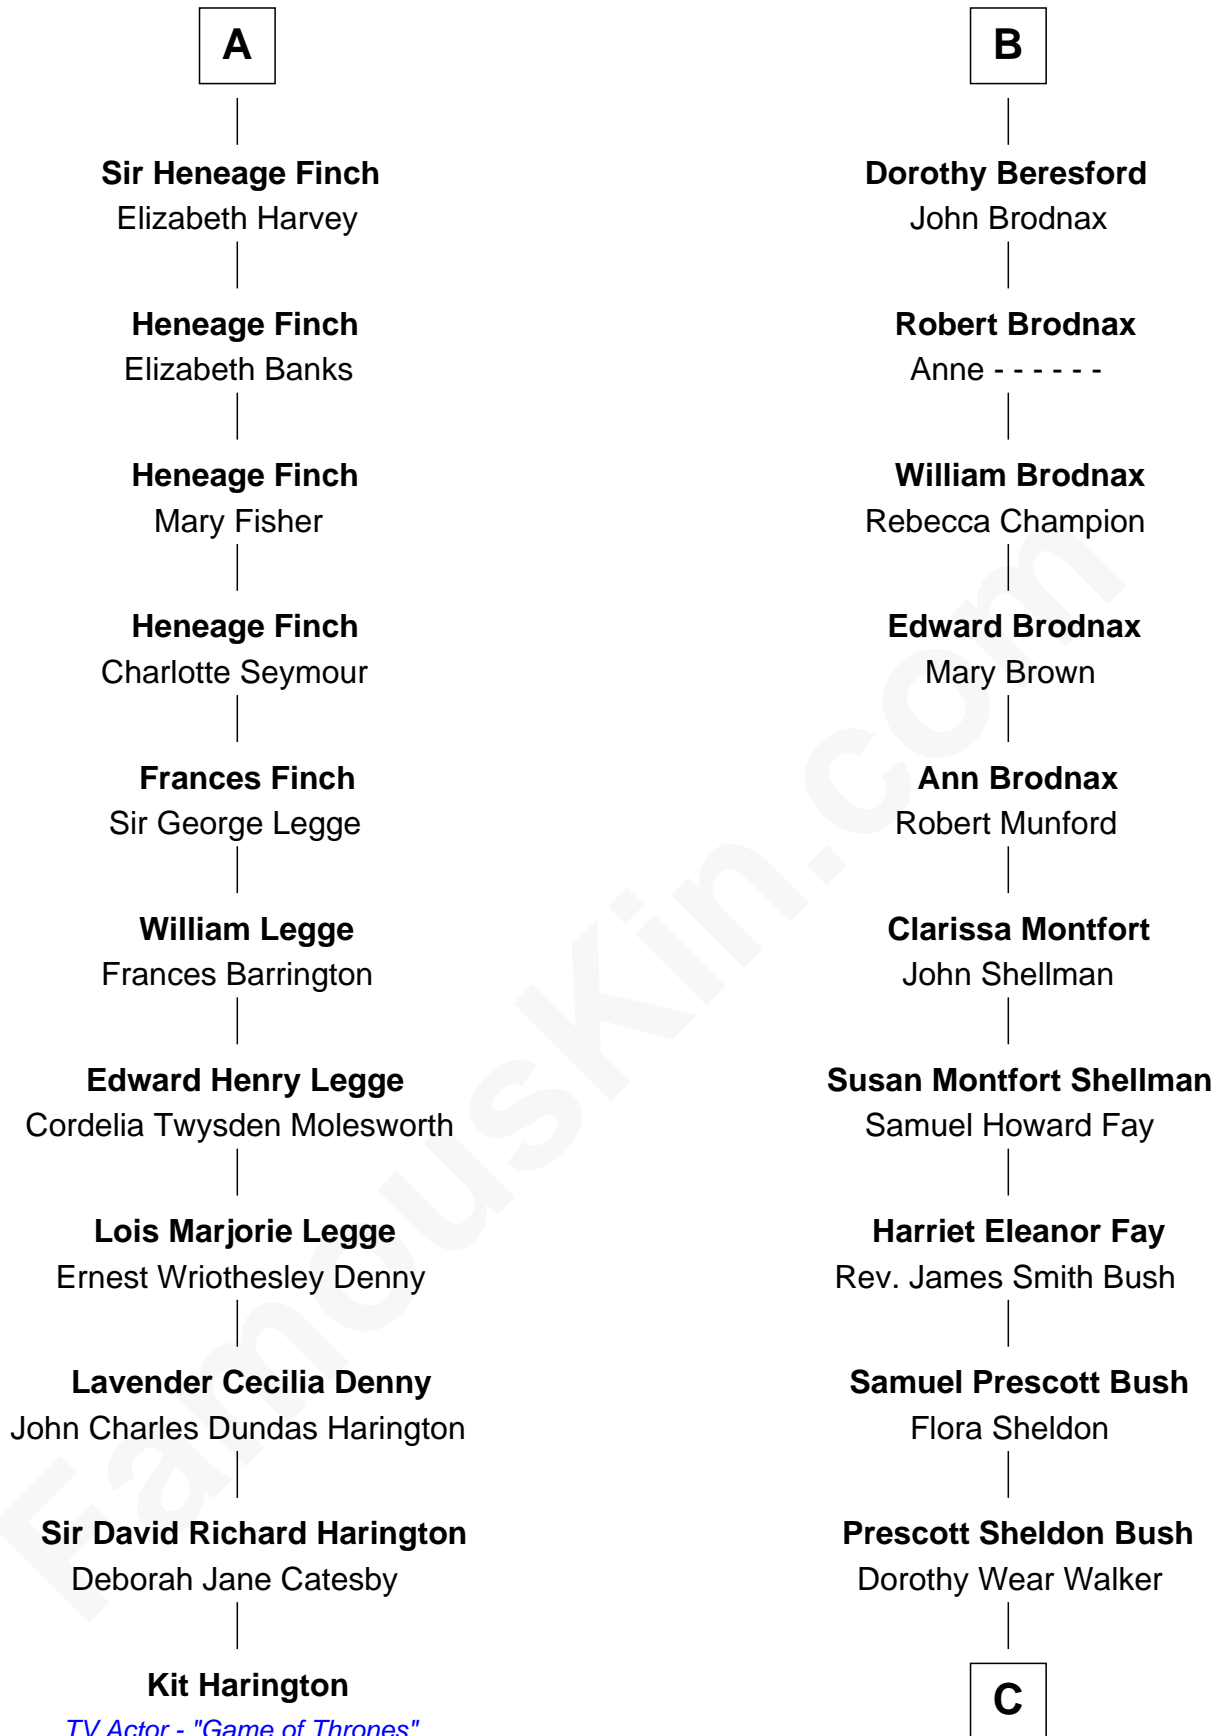 A
Sir Heneage Finch
Elizabeth Harvey
Heneage Finch
Elizabeth Banks
Heneage Finch
Mary Fisher
Heneage Finch
Charlotte Seymour
Frances Finch
Sir George Legge
William Legge
Frances Barrington
Edward Henry Legge
Cordelia Twysden Molesworth
Lois Marjorie Legge
Ernest Wriothesley Denny
Lavender Cecilia Denny
John Charles Dundas Harington
Sir David Richard Harington
Deborah Jane Catesby
Kit Harington
TV Actor - "Game of Thrones"
B
Dorothy Beresford
John Brodnax
Robert Brodnax
Anne - - - - - -
William Brodnax
Rebecca Champion
Edward Brodnax
Mary Brown
Ann Brodnax
Robert Munford
Clarissa Montfort
John Shellman
Susan Montfort Shellman
Samuel Howard Fay
Harriet Eleanor Fay
Rev. James Smith Bush
Samuel Prescott Bush
Flora Sheldon
Prescott Sheldon Bush
Dorothy Wear Walker
C
FamousKin.com